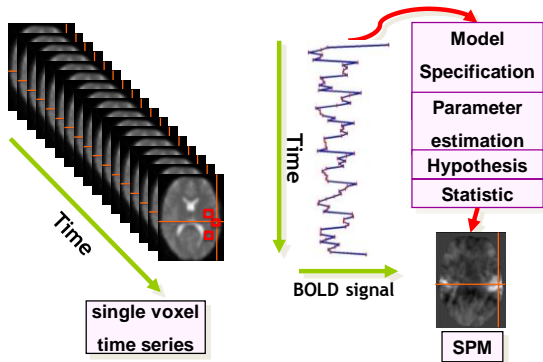 Time
single voxel
time series
Time
BOLD signal
Model
Specification
Parameter
estimation
Hypothesis
Statistic
SPM